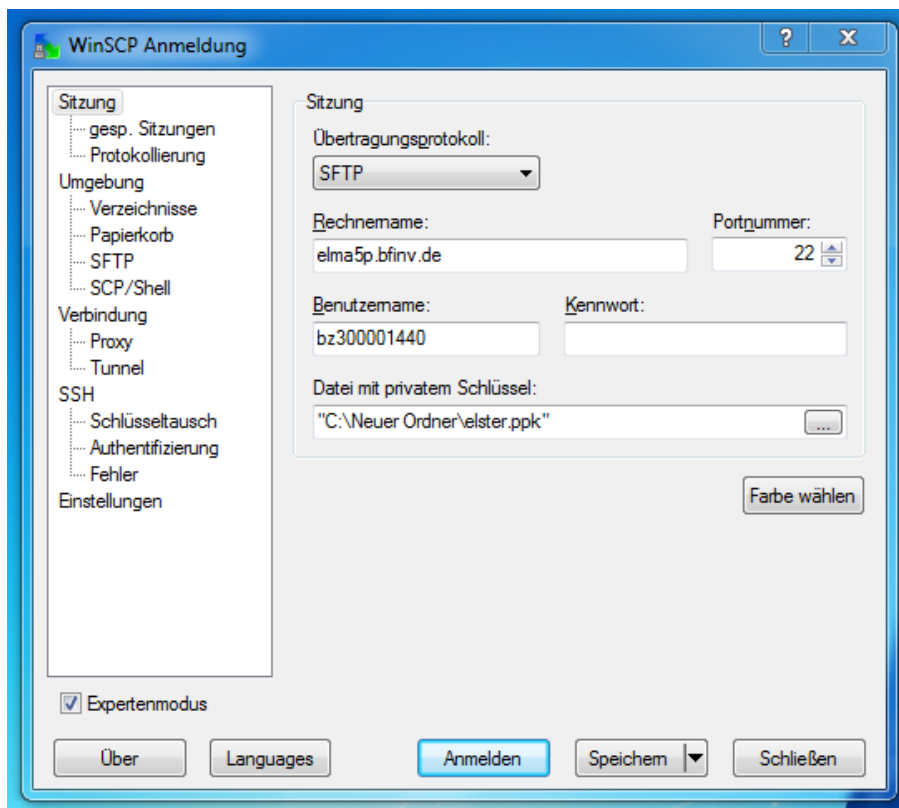 WinSCP Anmeldung
Sitzung
gesp. Sitzungen
Protokollierung
Umgebung
Verzeichnisse
Papierkorb
SFTP
SCP/Shell
Verbindung
Proxy
Tunnel
SSH
Schlüsseltausch
Authentifizierung
Fehler
Einstellungen
Sitzung
Übertragungsprotokoll:
SFTP
Rechnername: Portnummer:
elma5p.bfinv.de 22
Benutzername: Kennwort:
bz300001440
Datei mit privatem Schlüssel:
"C:\Neuer Ordner\elster.ppk" ...
Farbe wählen
Expertenmodus
Über Languages Anmelden Speichern Schließen